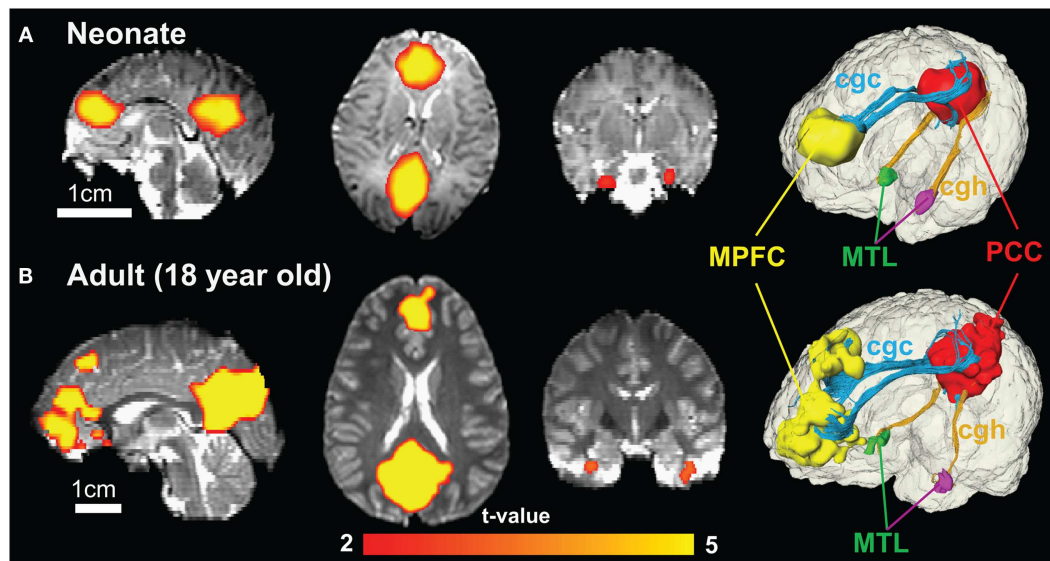 A Neonate
1cm
cgc
cgh
MPFC
MTL
PCC
B Adult (18 year old)
1cm
cgc
cgh
MTL
t-value
2
5